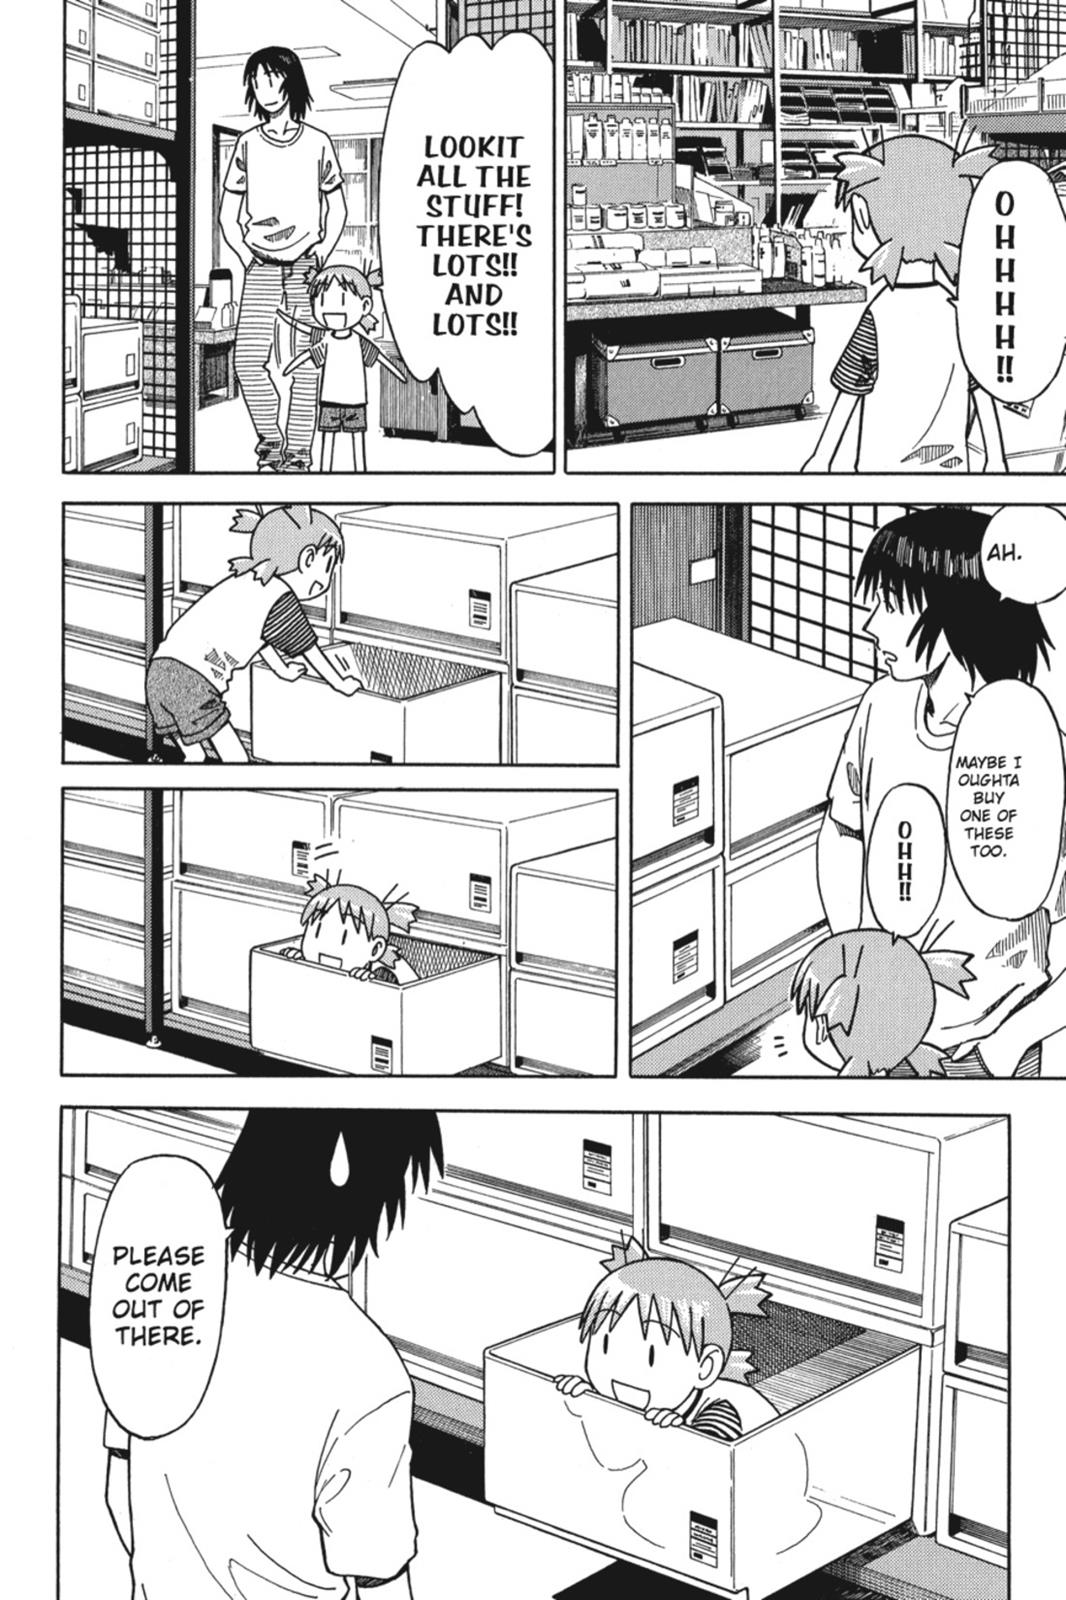 OHHHH!!
LOOKIT
ALL THE
STUFF!
THERE'S
LOTS!!
AND
LOTS!!
AH.
MAYBE I
OUGHTA
BUY
ONE OF
THESE
TOO.
OHH!!
PLEASE
COME
OUT OF
THERE.